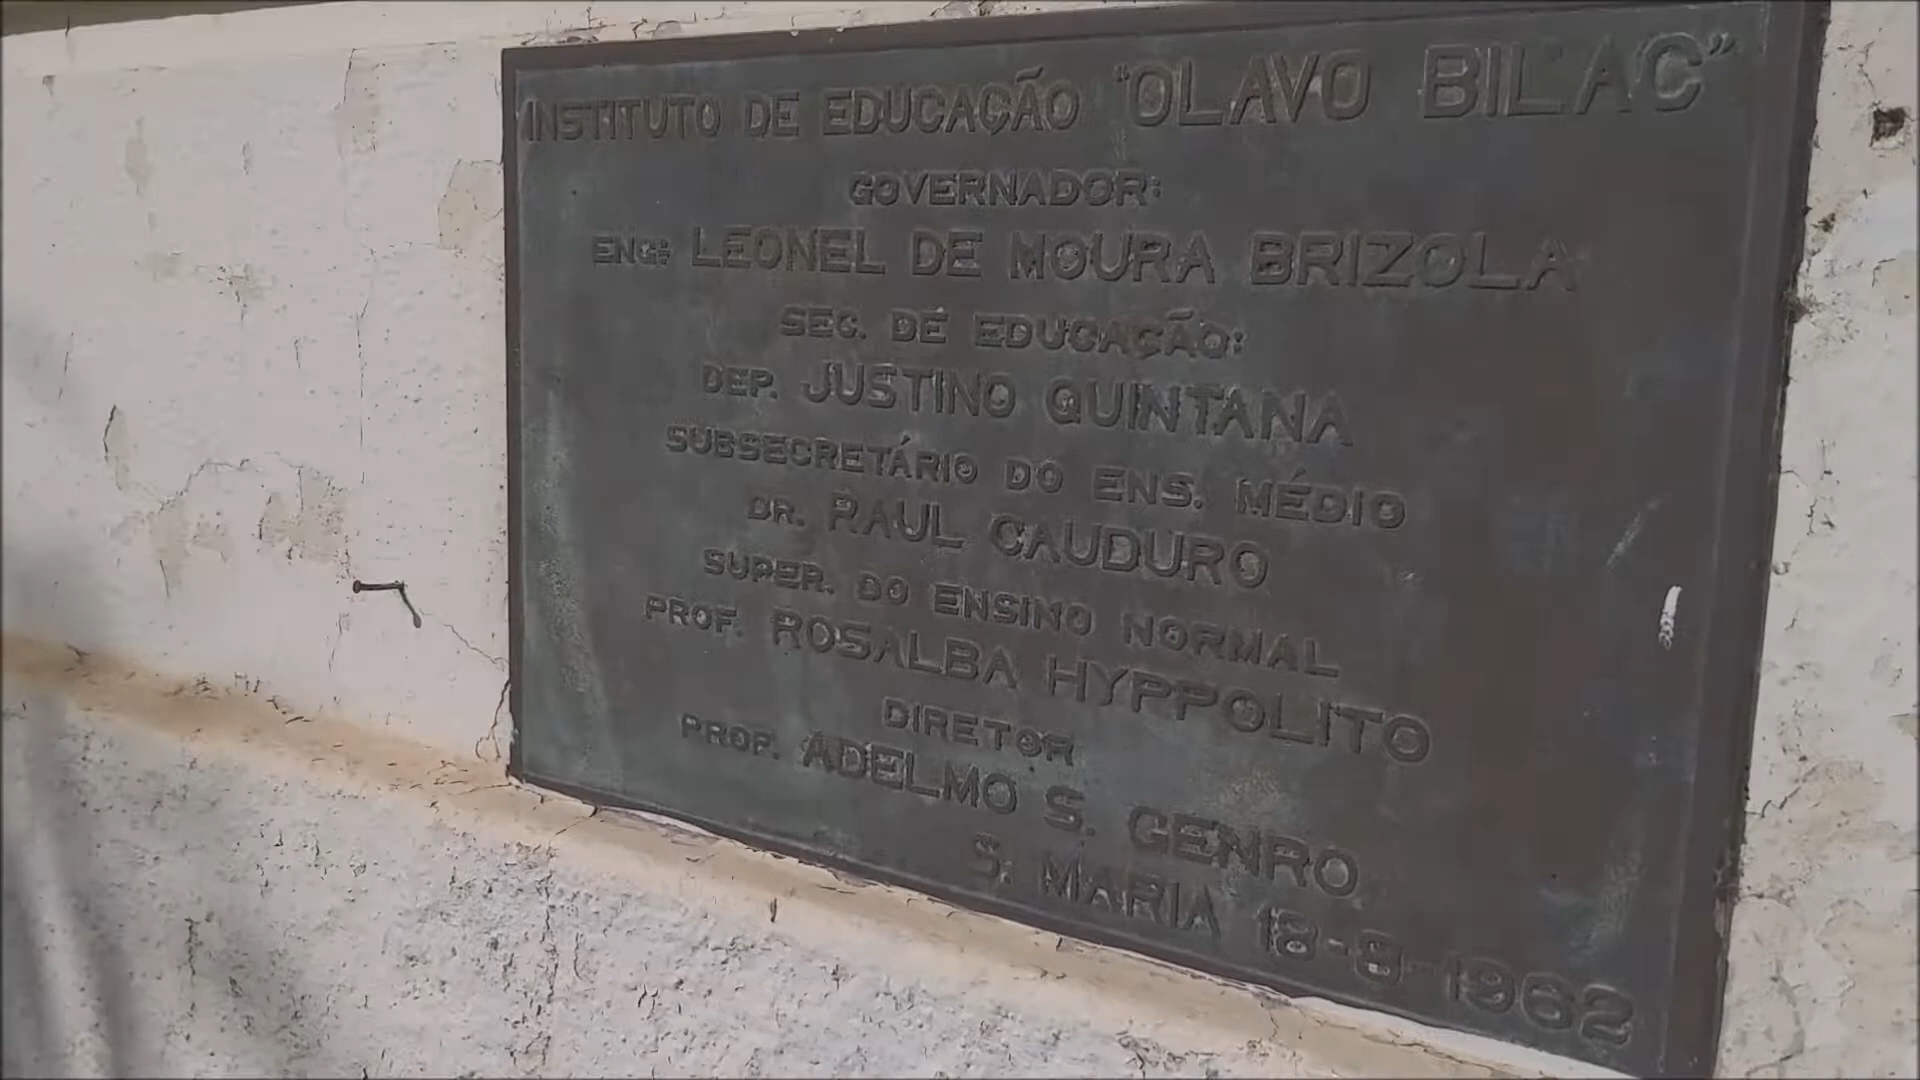 INSTITUTO DE EDUCAÇÃO "OLAVO BILAC"
GOVERNADOR:
ENGº LEONEL DE MOURA BRIZOLA
SEC. DE EDUCAÇÃO:
DEP. JUSTINO QUINTANA
SUBSECRETÁRIO DO ENS. MÉDIO
DR. RAUL CAUDURO
SUPER. DO ENSINO NORMAL
PROF. ROSALBA HYPPOLITO
DIRETOR
PROF. ADELMO S. GENRO
S. MARIA 18-8-1962